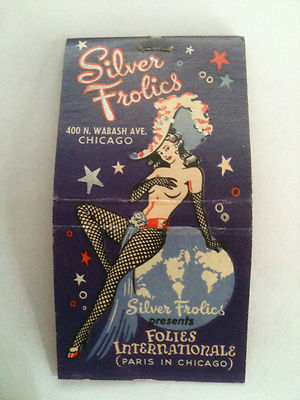 Silver
Frolics
400 N. WABASH AVE.
CHICAGO
Silver Frolics
presents
FOLIES
INTERNATIONALE
(PARIS IN CHICAGO)